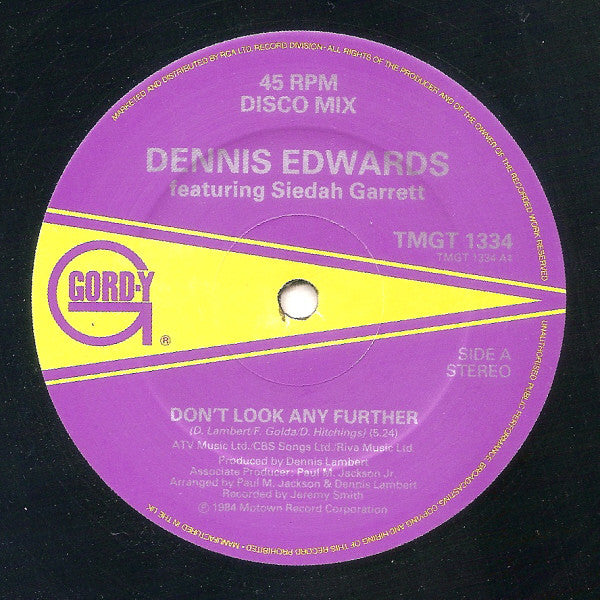 MARKETED AND DISTRIBUTED BY RCA LTD. RECORD DIVISION · ALL RIGHTS OF THE PRODUCER AND OF THE OWNER OF THE RECORDED WORK RESERVED.
UNAUTHORISED PUBLIC PERFORMANCE, BROADCASTING, COPYING AND HIRING OF THIS RECORD PROHIBITED · MANUFACTURED IN THE UK
45 RPM
DISCO MIX
DENNIS EDWARDS
featuring Siedah Garrett
TMGT 1334
TMGT 1334 A
GORDY
G
®
SIDE A
STEREO
DON'T LOOK ANY FURTHER
(D. Lambert/F. Golda/D. Hitchings) (5.24)
ATV Music Ltd./CBS Songs Ltd./Riva Music Ltd.
Produced by Dennis Lambert
Associate Producer: Paul M. Jackson Jr.
Arranged by Paul M. Jackson & Dennis Lambert
Recorded by Jeremy Smith
© 1984 Motown Record Corporation